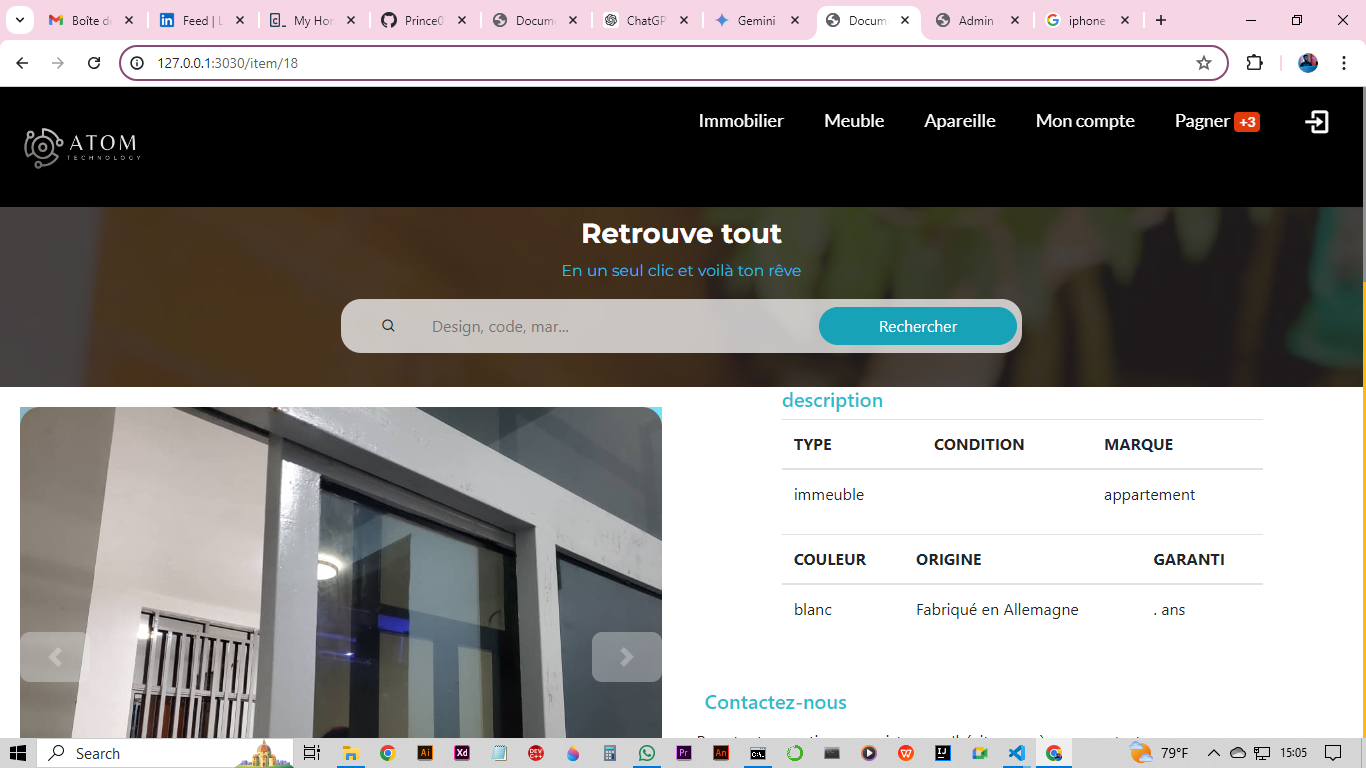 Boîte de
Feed | L
My Hor
Prince0
Docume
ChatGP
Gemini
Docum
Admin
iphone
127.0.0.1:3030/item/18
ATOM
TECHNOLOGY
Immobilier
Meuble
Apareille
Mon compte
Pagner +3
Retrouve tout
En un seul clic et voilà ton rêve
Design, code, mar...
Rechercher
description
TYPE CONDITION MARQUE
immeuble appartement
COULEUR ORIGINE GARANTI
blanc Fabriqué en Allemagne . ans
Contactez-nous
Search
79°F
15:05